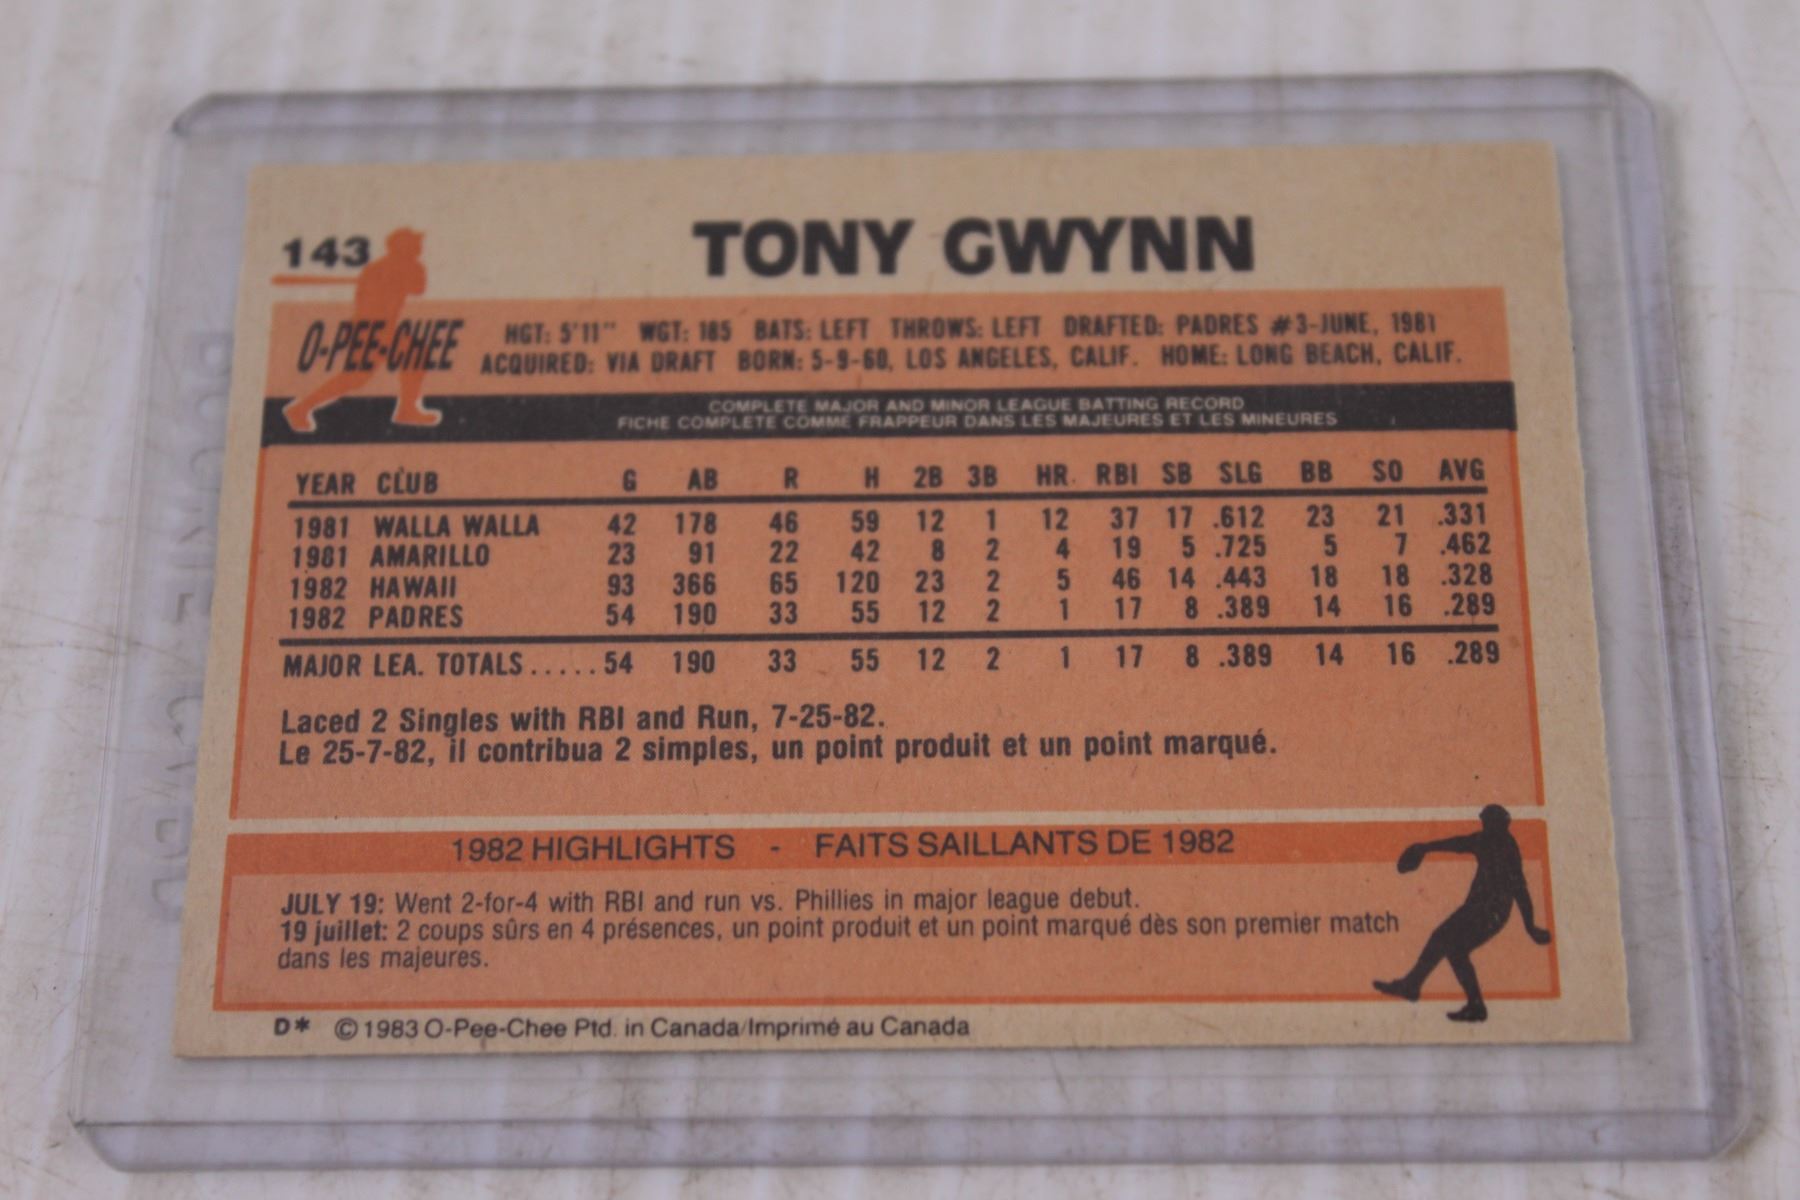 143
TONY GWYNN
O-PEE-CHEE
HGT: 5'11" WGT: 185 BATS: LEFT THROWS: LEFT DRAFTED: PADRES #3-JUNE, 1981
ACQUIRED: VIA DRAFT BORN: 5-9-60, LOS ANGELES, CALIF. HOME: LONG BEACH, CALIF.
COMPLETE MAJOR AND MINOR LEAGUE BATTING RECORD
FICHE COMPLETE COMME FRAPPEUR DANS LES MAJEURES ET LES MINEURES
YEAR CLUB G AB R H 2B 3B HR. RBI SB SLG BB SO AVG
1981 WALLA WALLA 42 178 46 59 12 1 12 37 17 .612 23 21 .331
1981 AMARILLO 23 91 22 42 8 2 4 19 5 .725 5 7 .462
1982 HAWAII 93 366 65 120 23 2 5 46 14 .443 18 18 .328
1982 PADRES 54 190 33 55 12 2 1 17 8 .389 14 16 .289
MAJOR LEA. TOTALS.....54 190 33 55 12 2 1 17 8 .389 14 16 .289
Laced 2 Singles with RBI and Run, 7-25-82.
Le 25-7-82, il contribua 2 simples, un point produit et un point marqué.
1982 HIGHLIGHTS - FAITS SAILLANTS DE 1982
JULY 19: Went 2-for-4 with RBI and run vs. Phillies in major league debut.
19 juillet: 2 coups sûrs en 4 présences, un point produit et un point marqué dès son premier match
dans les majeures.
D* © 1983 O-Pee-Chee Ptd. in Canada/Imprimé au Canada